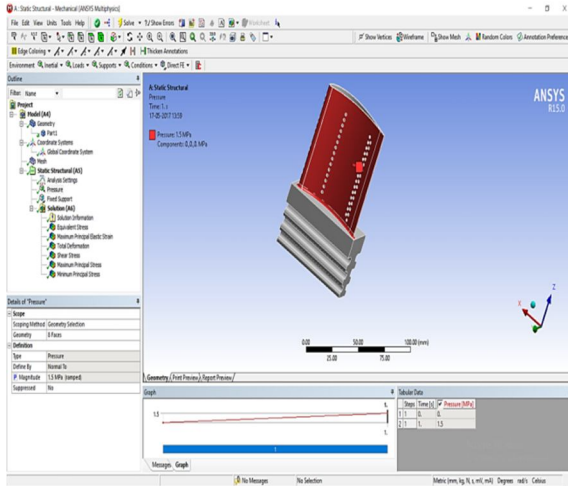 A: Static Structural - Mechanical [ANSYS Multiphysics]
File Edit View Units Tools Help Solve Show Errors Worksheet
Show Vertices Wireframe Show Mesh Random Colors Annotation Preferences
Edge Coloring Thicken Annotations
Environment Inertial Loads Supports Conditions Direct FE
Outline
Filter: Name
Project
Model (A4)
Geometry
Part1
Coordinate Systems
Global Coordinate System
Mesh
Static Structural (A5)
Analysis Settings
Pressure
Fixed Support
Solution (A6)
Solution Information
Equivalent Stress
Maximum Principal Elastic Strain
Total Deformation
Shear Stress
Maximum Principal Stress
Minimum Principal Stress
A: Static Structural
Pressure
Time: 1. s
17-05-2017 13:59
Pressure: 1.5 MPa
Components: 0.,0.,0. MPa
ANSYS
R15.0
Z
X
0.00 50.00 100.00 (mm)
25.00 75.00
Geometry Print Preview Report Preview
Details of "Pressure"
Scope
Scoping Method Geometry Selection
Geometry 8 Faces
Definition
Type Pressure
Define By Normal To
Magnitude 1.5 MPa (ramped)
Suppressed No
Graph
1.5
1.
1.
1
Messages Graph
Tabular Data
Steps Time [s] Pressure [MPa]
1 1 0. 0.
2 1 1. 1.5
No Messages No Selection Metric (mm, kg, N, s, mV, mA) Degrees rad/s Celsius